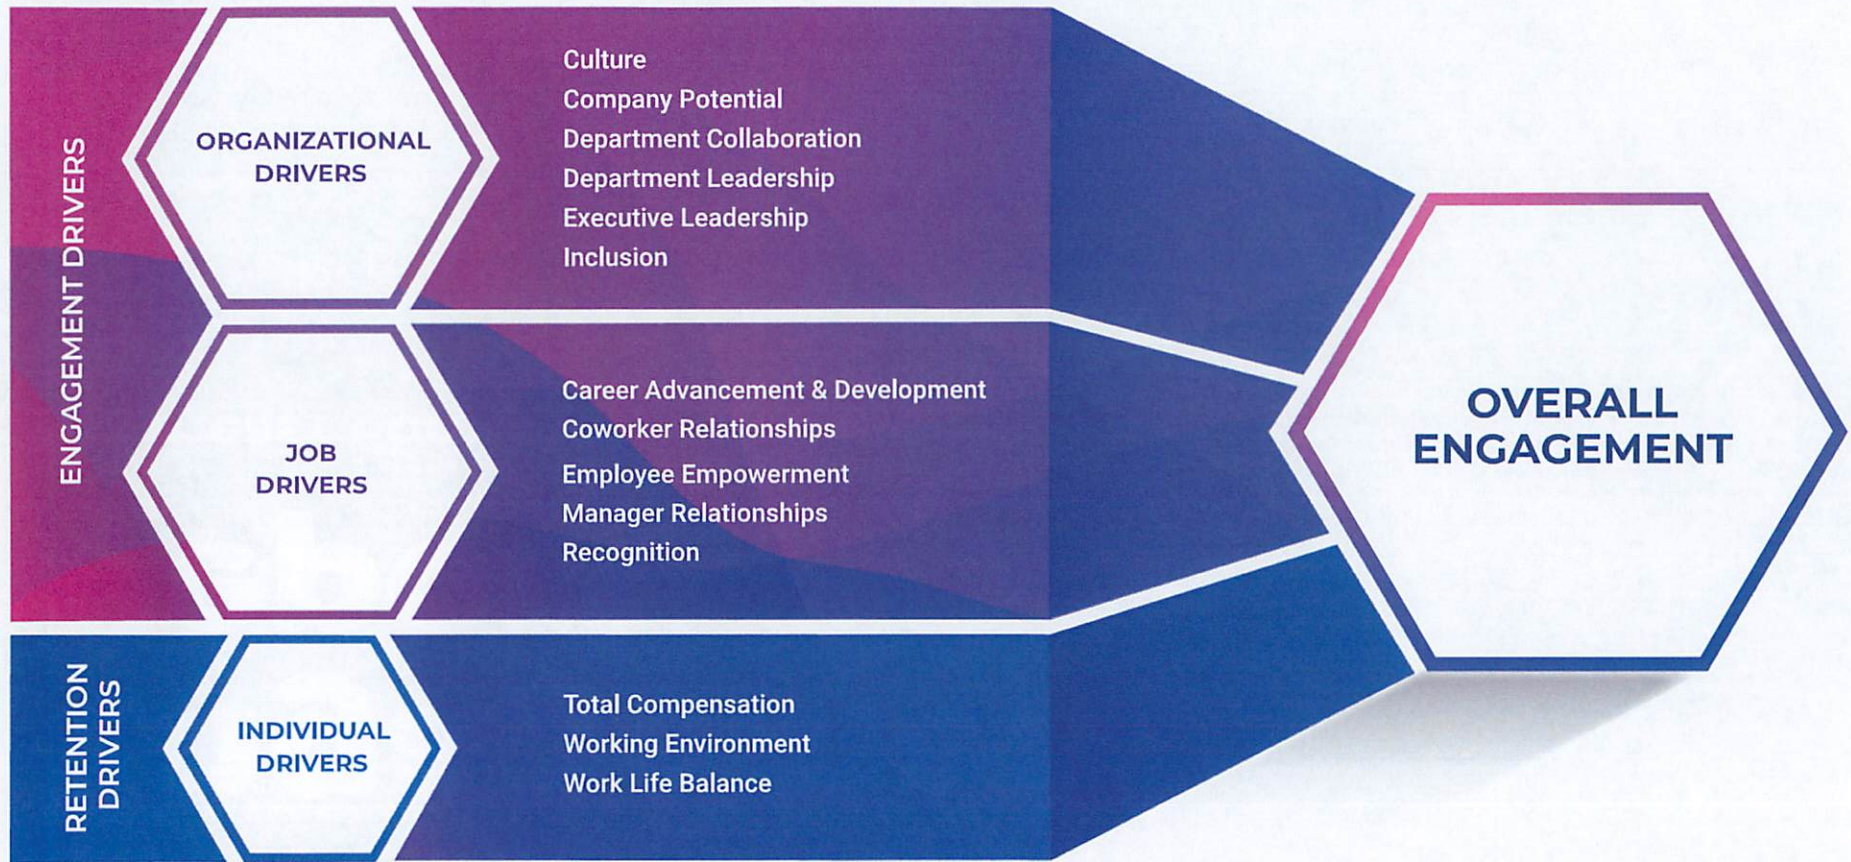 ENGAGEMENT DRIVERS
ORGANIZATIONAL
DRIVERS
Culture
Company Potential
Department Collaboration
Department Leadership
Executive Leadership
Inclusion
JOB
DRIVERS
Career Advancement & Development
Coworker Relationships
Employee Empowerment
Manager Relationships
Recognition
RETENTION
DRIVERS
INDIVIDUAL
DRIVERS
Total Compensation
Working Environment
Work Life Balance
OVERALL
ENGAGEMENT